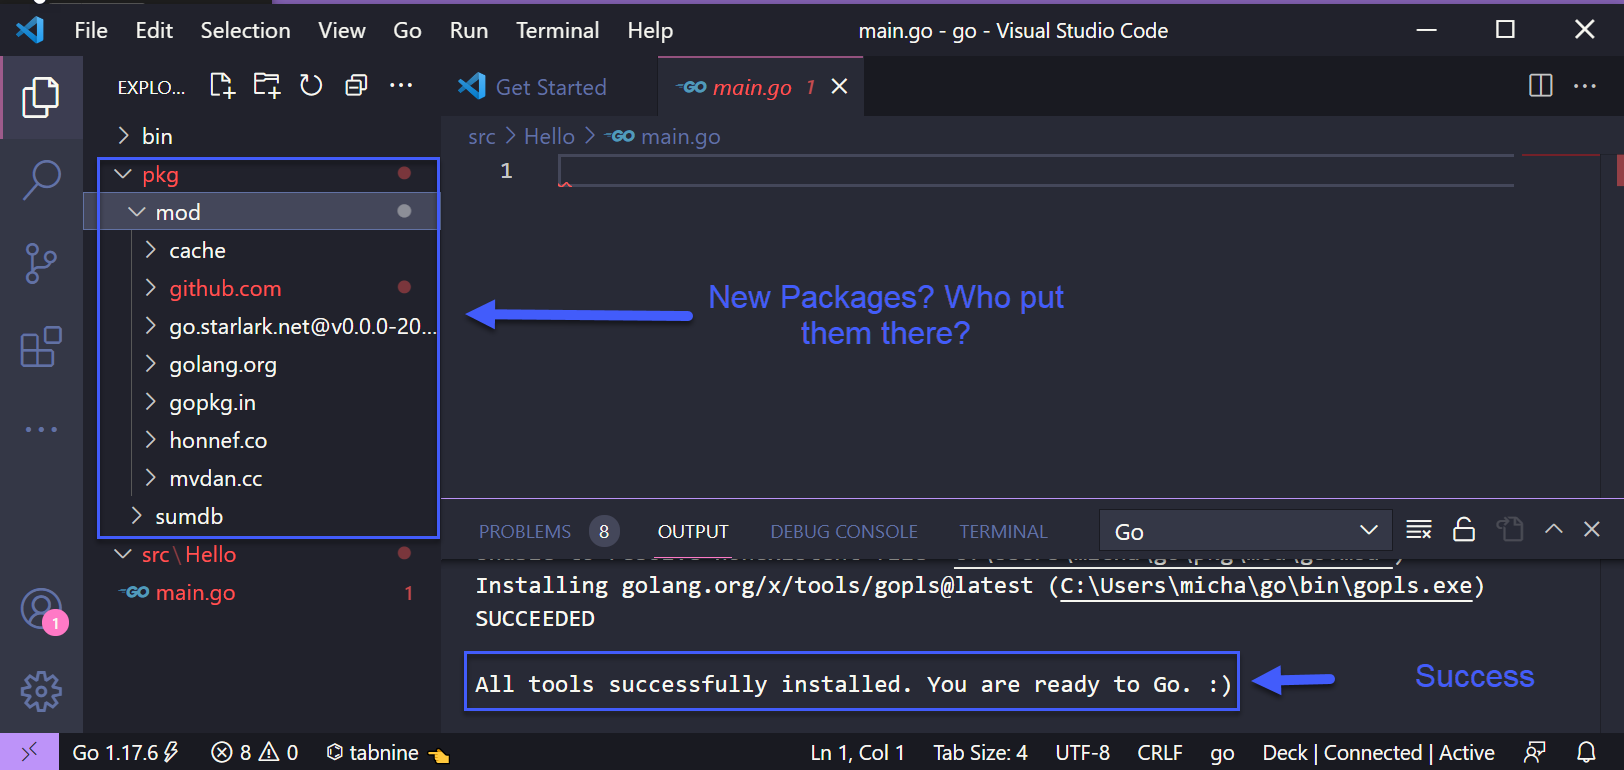 File Edit Selection View Go Run Terminal Help main.go - go - Visual Studio Code
EXPLO...
Get Started
GO main.go 1
bin
pkg
mod
cache
github.com
go.starlark.net@v0.0.0-20...
golang.org
gopkg.in
honnef.co
mvdan.cc
sumdb
src\Hello
GO main.go 1
src > Hello > GO main.go
1
New Packages? Who put
them there?
PROBLEMS 8 OUTPUT DEBUG CONSOLE TERMINAL Go
Installing golang.org/x/tools/gopls@latest (C:\Users\micha\go\bin\gopls.exe)
SUCCEEDED
All tools successfully installed. You are ready to Go. :)
Success
1
Go 1.17.6 8 0 tabnine Ln 1, Col 1 Tab Size: 4 UTF-8 CRLF go Deck | Connected | Active